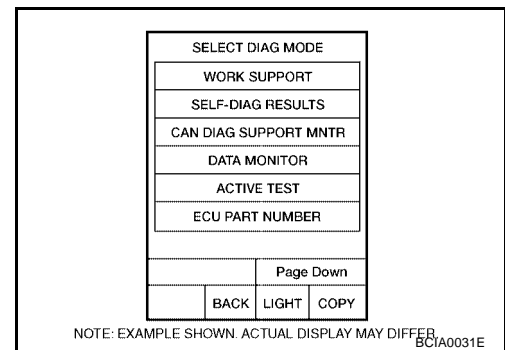 SELECT DIAG MODE
WORK SUPPORT
SELF-DIAG RESULTS
CAN DIAG SUPPORT MNTR
DATA MONITOR
ACTIVE TEST
ECU PART NUMBER
Page Down
BACK LIGHT COPY
NOTE: EXAMPLE SHOWN. ACTUAL DISPLAY MAY DIFFER.
BCIA0031E